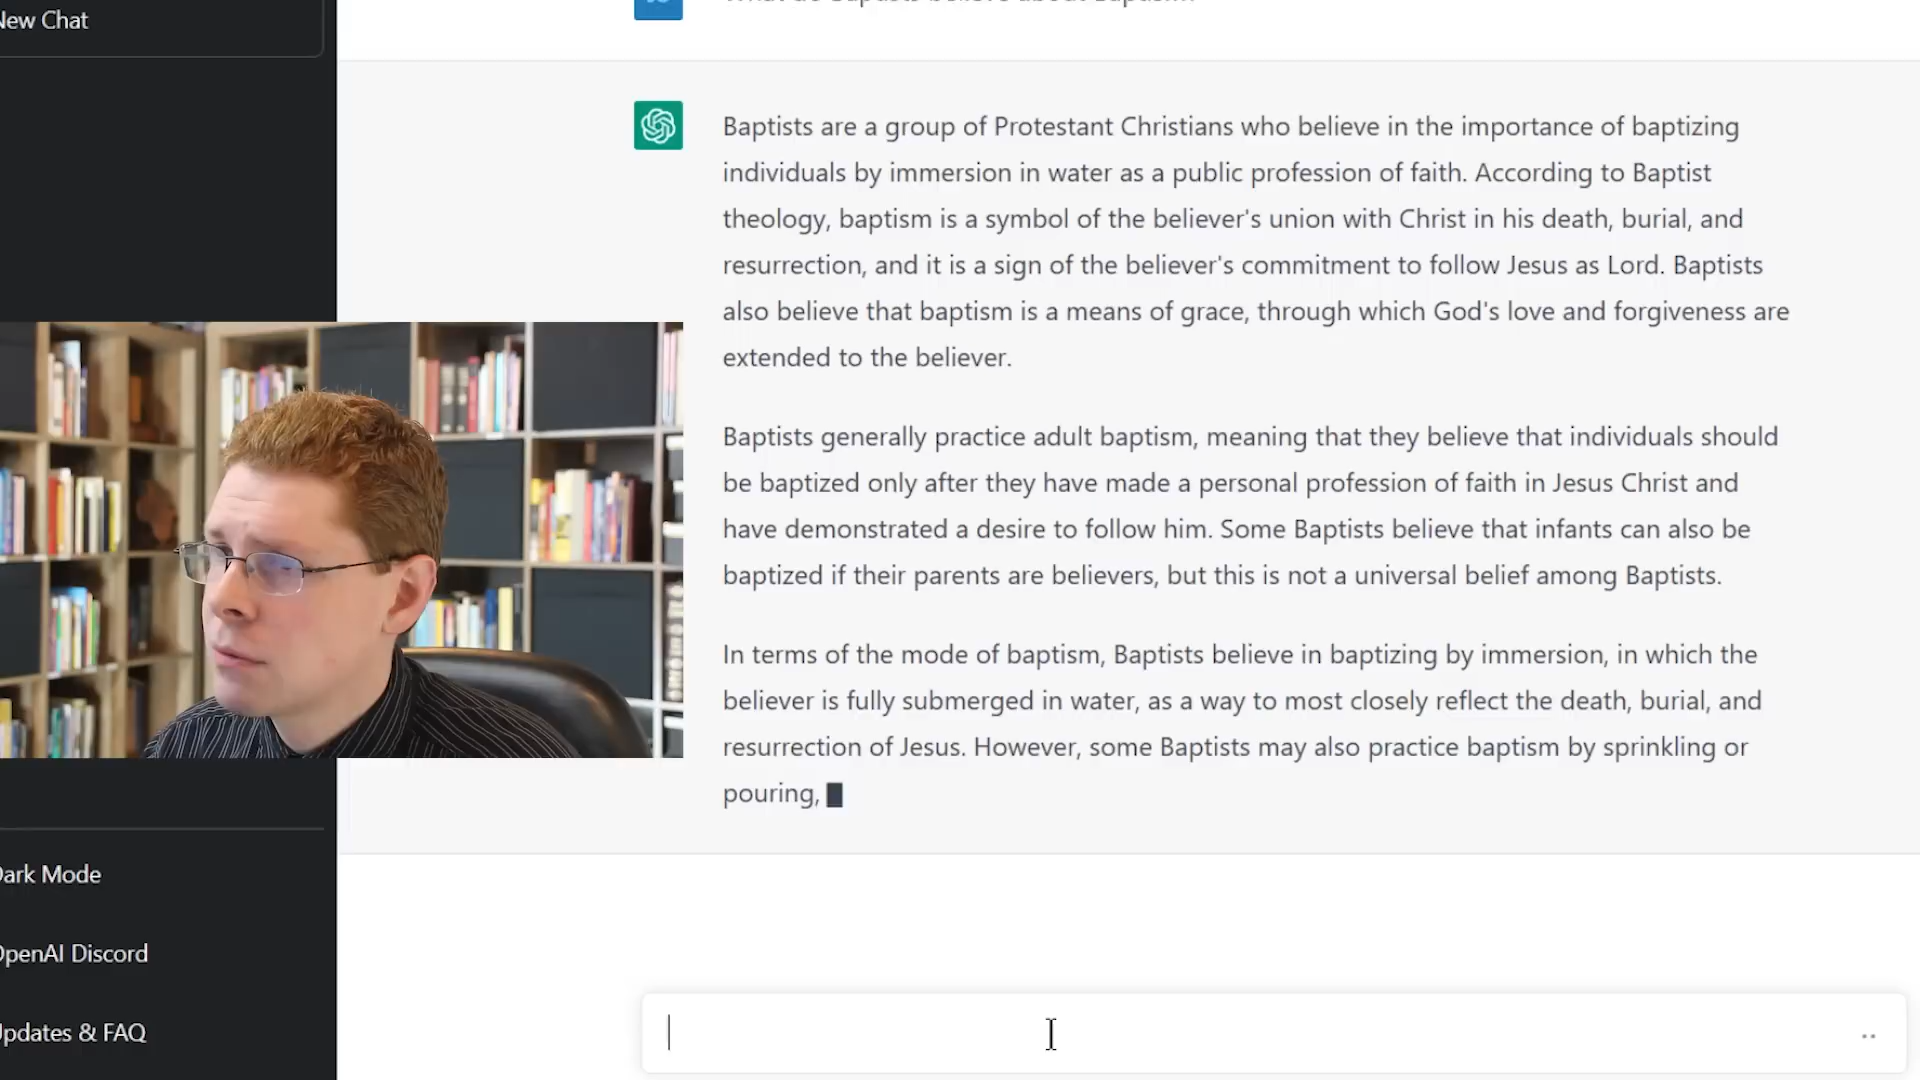 New Chat
Baptists are a group of Protestant Christians who believe in the importance of baptizing
individuals by immersion in water as a public profession of faith. According to Baptist
theology, baptism is a symbol of the believer's union with Christ in his death, burial, and
resurrection, and it is a sign of the believer's commitment to follow Jesus as Lord. Baptists
also believe that baptism is a means of grace, through which God's love and forgiveness are
extended to the believer.
Baptists generally practice adult baptism, meaning that they believe that individuals should
be baptized only after they have made a personal profession of faith in Jesus Christ and
have demonstrated a desire to follow him. Some Baptists believe that infants can also be
baptized if their parents are believers, but this is not a universal belief among Baptists.
In terms of the mode of baptism, Baptists believe in baptizing by immersion, in which the
believer is fully submerged in water, as a way to most closely reflect the death, burial, and
resurrection of Jesus. However, some Baptists may also practice baptism by sprinkling or
pouring,
Dark Mode
OpenAI Discord
Updates & FAQ